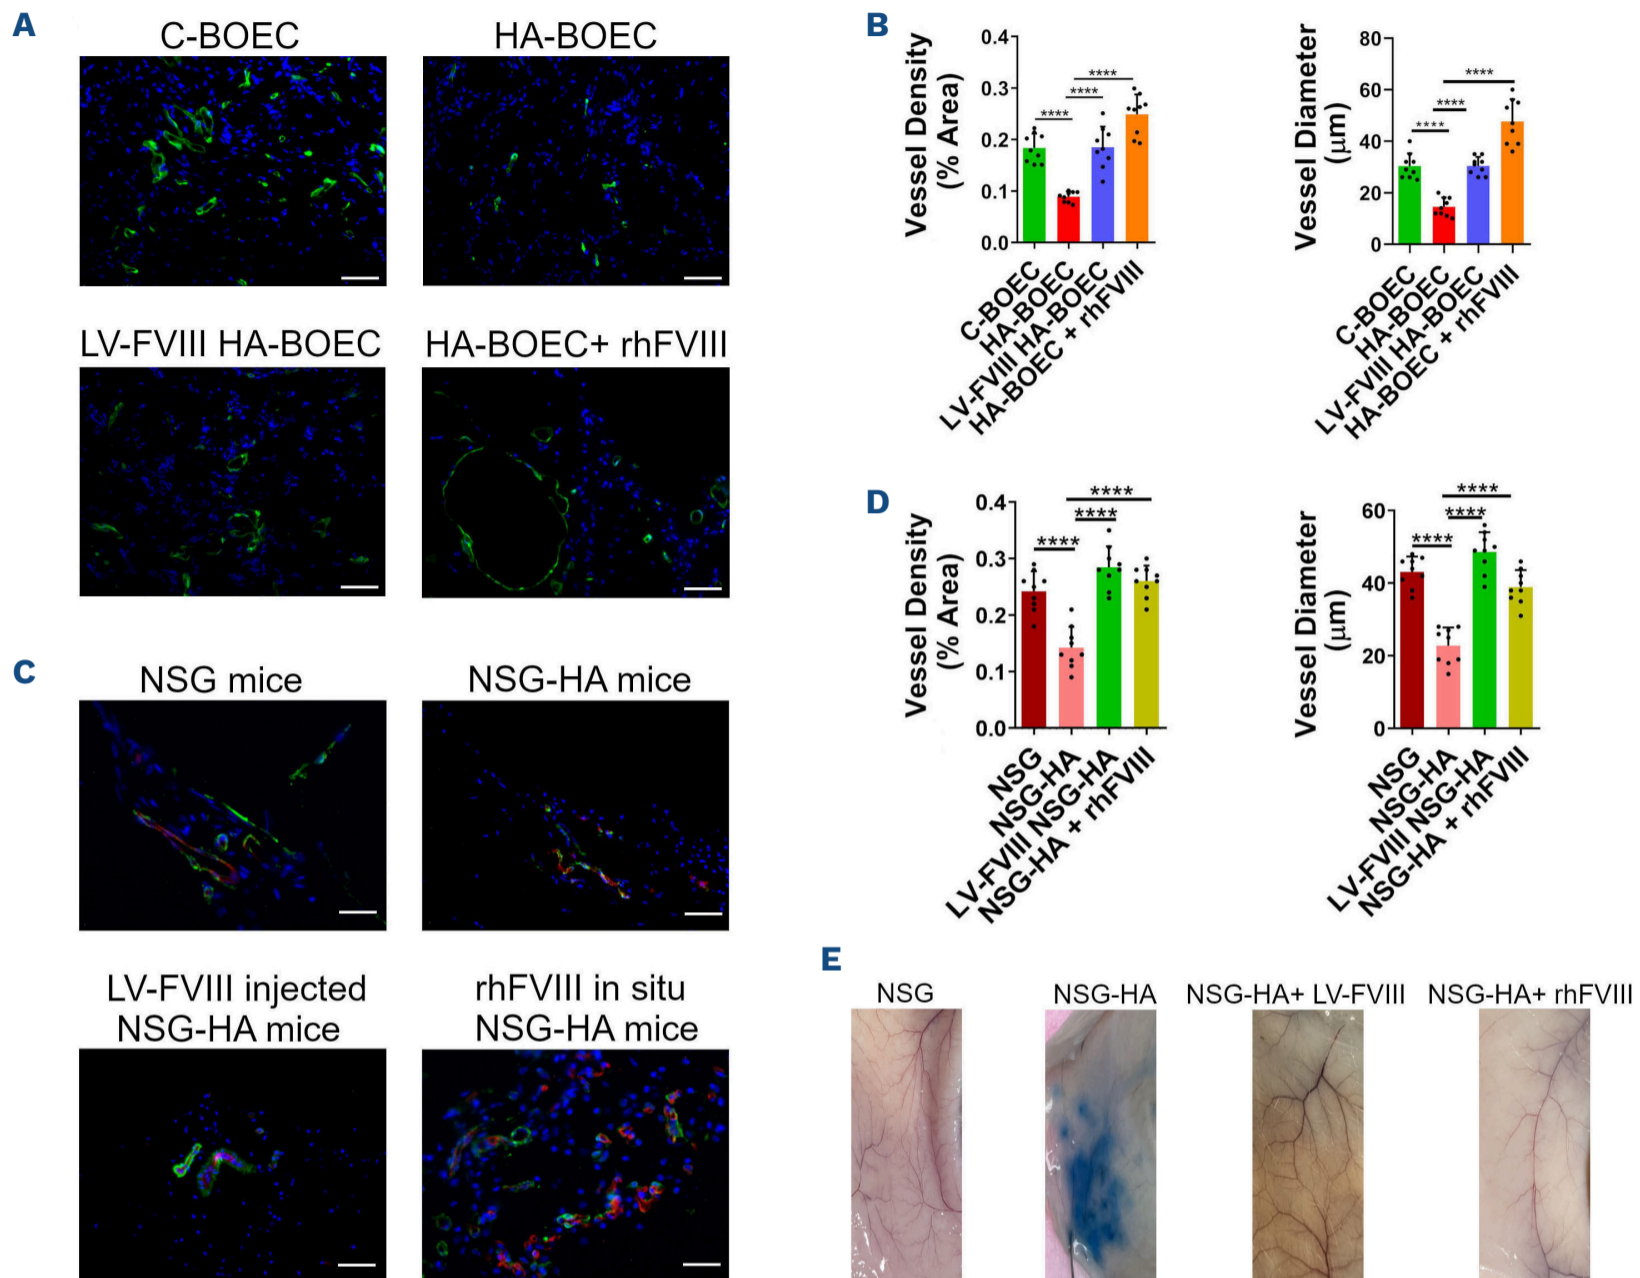 A
C-BOEC
HA-BOEC
LV-FVIII HA-BOEC
HA-BOEC+ rhFVIII
B
Vessel Density
(% Area)
0.4
0.3
0.2
0.1
0.0
****
****
****
C-BOEC
HA-BOEC
LV-FVIII HA-BOEC
HA-BOEC + rhFVIII
Vessel Diameter
(µm)
80
60
40
20
0
****
****
****
C-BOEC
HA-BOEC
LV-FVIII HA-BOEC
HA-BOEC + rhFVIII
C
NSG mice
NSG-HA mice
LV-FVIII injected
NSG-HA mice
rhFVIII in situ
NSG-HA mice
D
Vessel Density
(% Area)
0.4
0.3
0.2
0.1
0.0
****
****
****
NSG
NSG-HA
LV-FVIII NSG-HA
NSG-HA + rhFVIII
Vessel Diameter
(µm)
60
40
20
0
****
****
****
NSG
NSG-HA
LV-FVIII NSG-HA
NSG-HA + rhFVIII
E
NSG
NSG-HA
NSG-HA+ LV-FVIII
NSG-HA+ rhFVIII